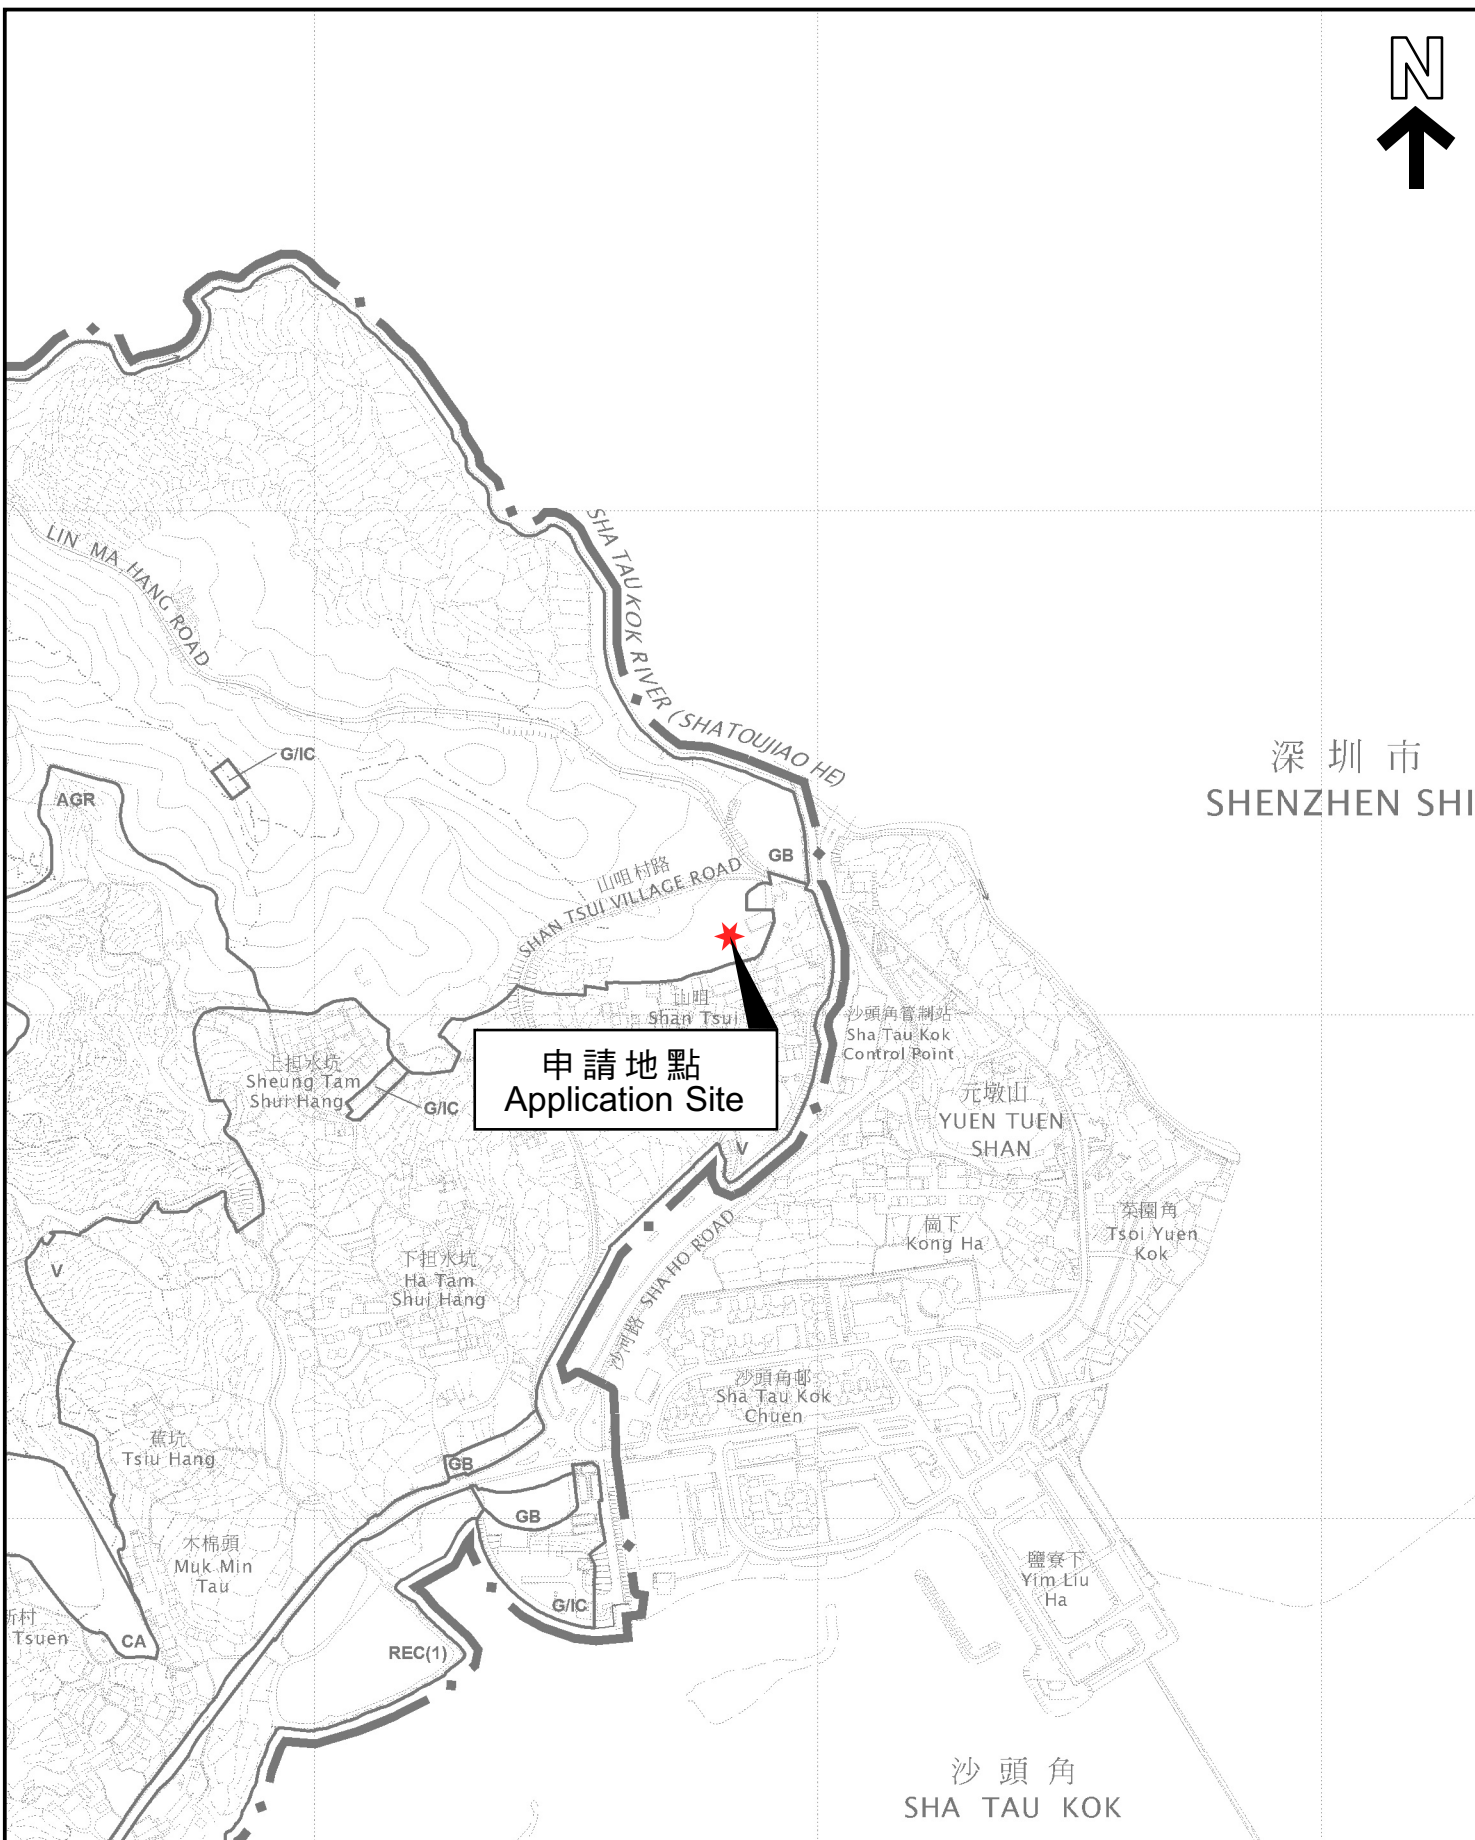 N
LIN MA HANG ROAD
SHA TAU KOK RIVER (SHATOUJIAO HE)
深圳市
SHENZHEN SHI
G/IC
AGR
GB
山咀村路
SHAN TSUI VILLAGE ROAD
山咀
Shan Tsui
沙頭角管制站
Sha Tau Kok
Control Point
申請地點
Application Site
上担水坑
Sheung Tam
Shui Hang
G/IC
元墩山
YUEN TUEN
SHAN
V
菜園角
Tsoi Yuen
Kok
崗下
Kong Ha
沙河路 SHA HO ROAD
V
下担水坑
Ha Tam
Shui Hang
沙頭角邨
Sha Tau Kok
Chuen
蕉坑
Tsiu Hang
GB
GB
木棉頭
Muk Min
Tau
鹽寮下
Yim Liu
Ha
G/IC
新村
Tsuen
CA
REC(1)
沙頭角
SHA TAU KOK